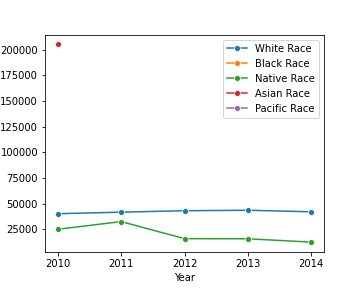 200000
175000
150000
125000
100000
75000
50000
25000
White Race
Black Race
Native Race
Asian Race
Pacific Race
2010 2011 2012 2013 2014
Year